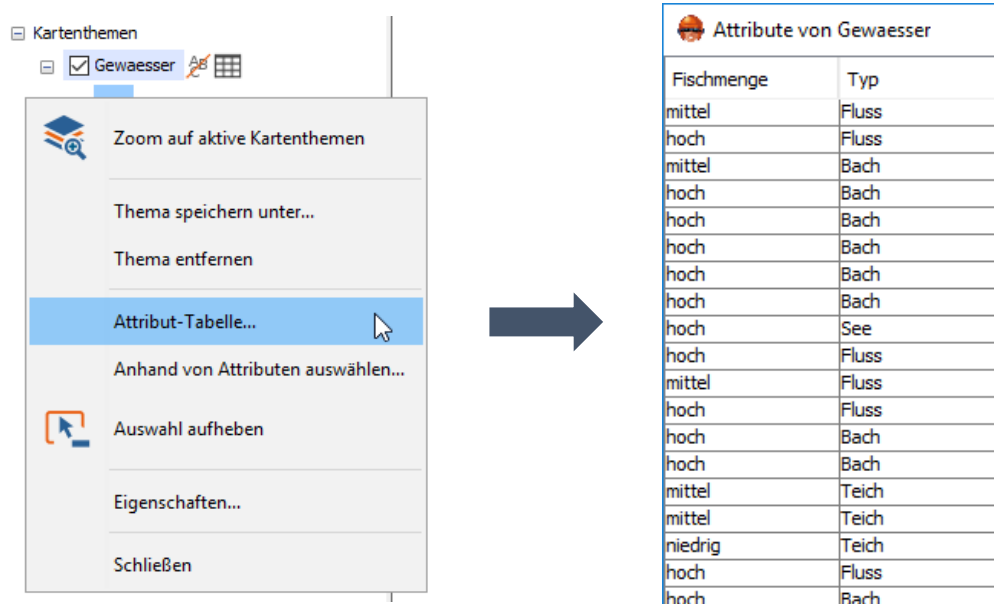 Kartenthemen
Gewaesser
Zoom auf aktive Kartenthemen
Thema speichern unter...
Thema entfernen
Attribut-Tabelle...
Anhand von Attributen auswählen...
Auswahl aufheben
Eigenschaften...
Schließen
Attribute von Gewaesser
Fischmenge Typ
mittel Fluss
hoch Fluss
mittel Bach
hoch Bach
hoch Bach
hoch Bach
hoch Bach
hoch Bach
hoch See
hoch Fluss
mittel Fluss
hoch Fluss
hoch Bach
hoch Bach
mittel Teich
mittel Teich
niedrig Teich
hoch Fluss
hoch Bach